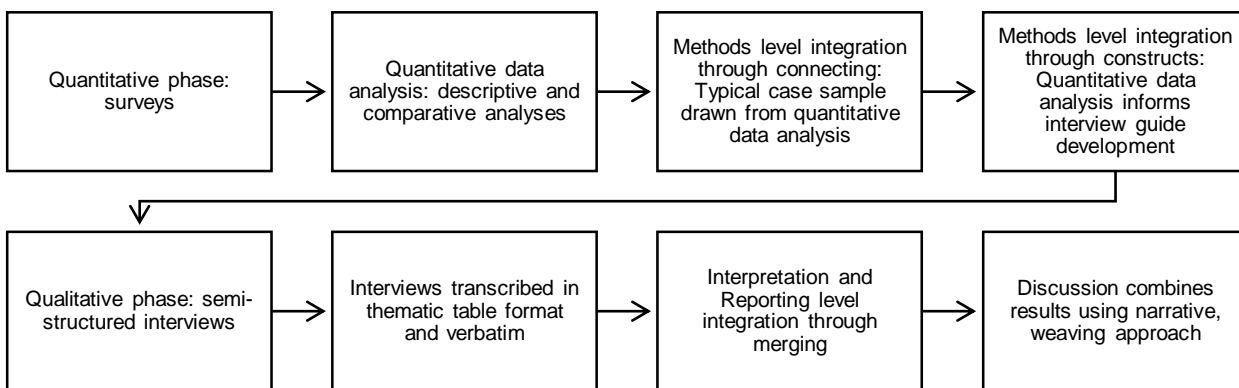 Quantitative phase:
surveys
Quantitative data
analysis: descriptive and
comparative analyses
Methods level integration
through connecting:
Typical case sample
drawn from quantitative
data analysis
Methods level integration
through constructs:
Quantitative data
analysis informs
interview guide
development
Qualitative phase: semi-
structured interviews
Interviews transcribed in
thematic table format
and verbatim
Interpretation and
Reporting level
integration through
merging
Discussion combines
results using narrative,
weaving approach